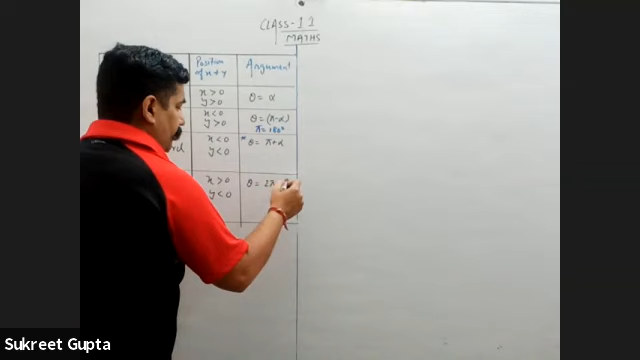 CLASS-11
MATHS
Position of x & y
Argument
x > 0
y > 0
θ = α
x < 0
y > 0
θ = (π-α)
π = 180°
x < 0
y < 0
* θ = π+α
x > 0
y < 0
θ = 2π -
Sukreet Gupta